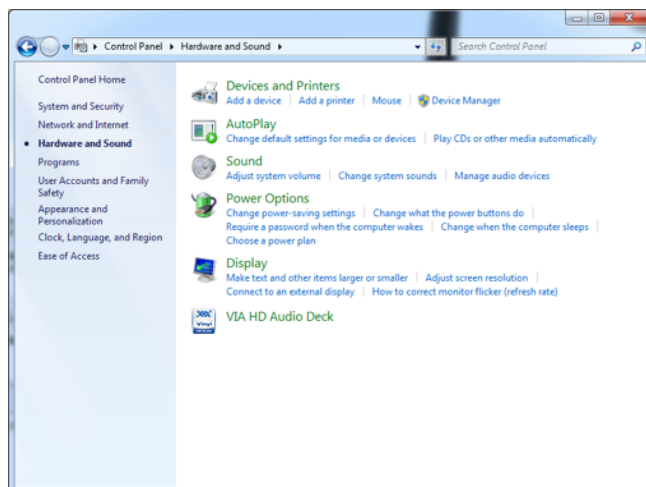 Control Panel ▸ Hardware and Sound ▸
Search Control Panel
Control Panel Home
System and Security
Network and Internet
Hardware and Sound
Programs
User Accounts and Family
Safety
Appearance and
Personalization
Clock, Language, and Region
Ease of Access
Devices and Printers
Add a device | Add a printer | Mouse | Device Manager
AutoPlay
Change default settings for media or devices | Play CDs or other media automatically
Sound
Adjust system volume | Change system sounds | Manage audio devices
Power Options
Change power-saving settings | Change what the power buttons do |
Require a password when the computer wakes | Change when the computer sleeps |
Choose a power plan
Display
Make text and other items larger or smaller | Adjust screen resolution |
Connect to an external display | How to correct monitor flicker (refresh rate)
VIA
Vinyl
VIA HD Audio Deck